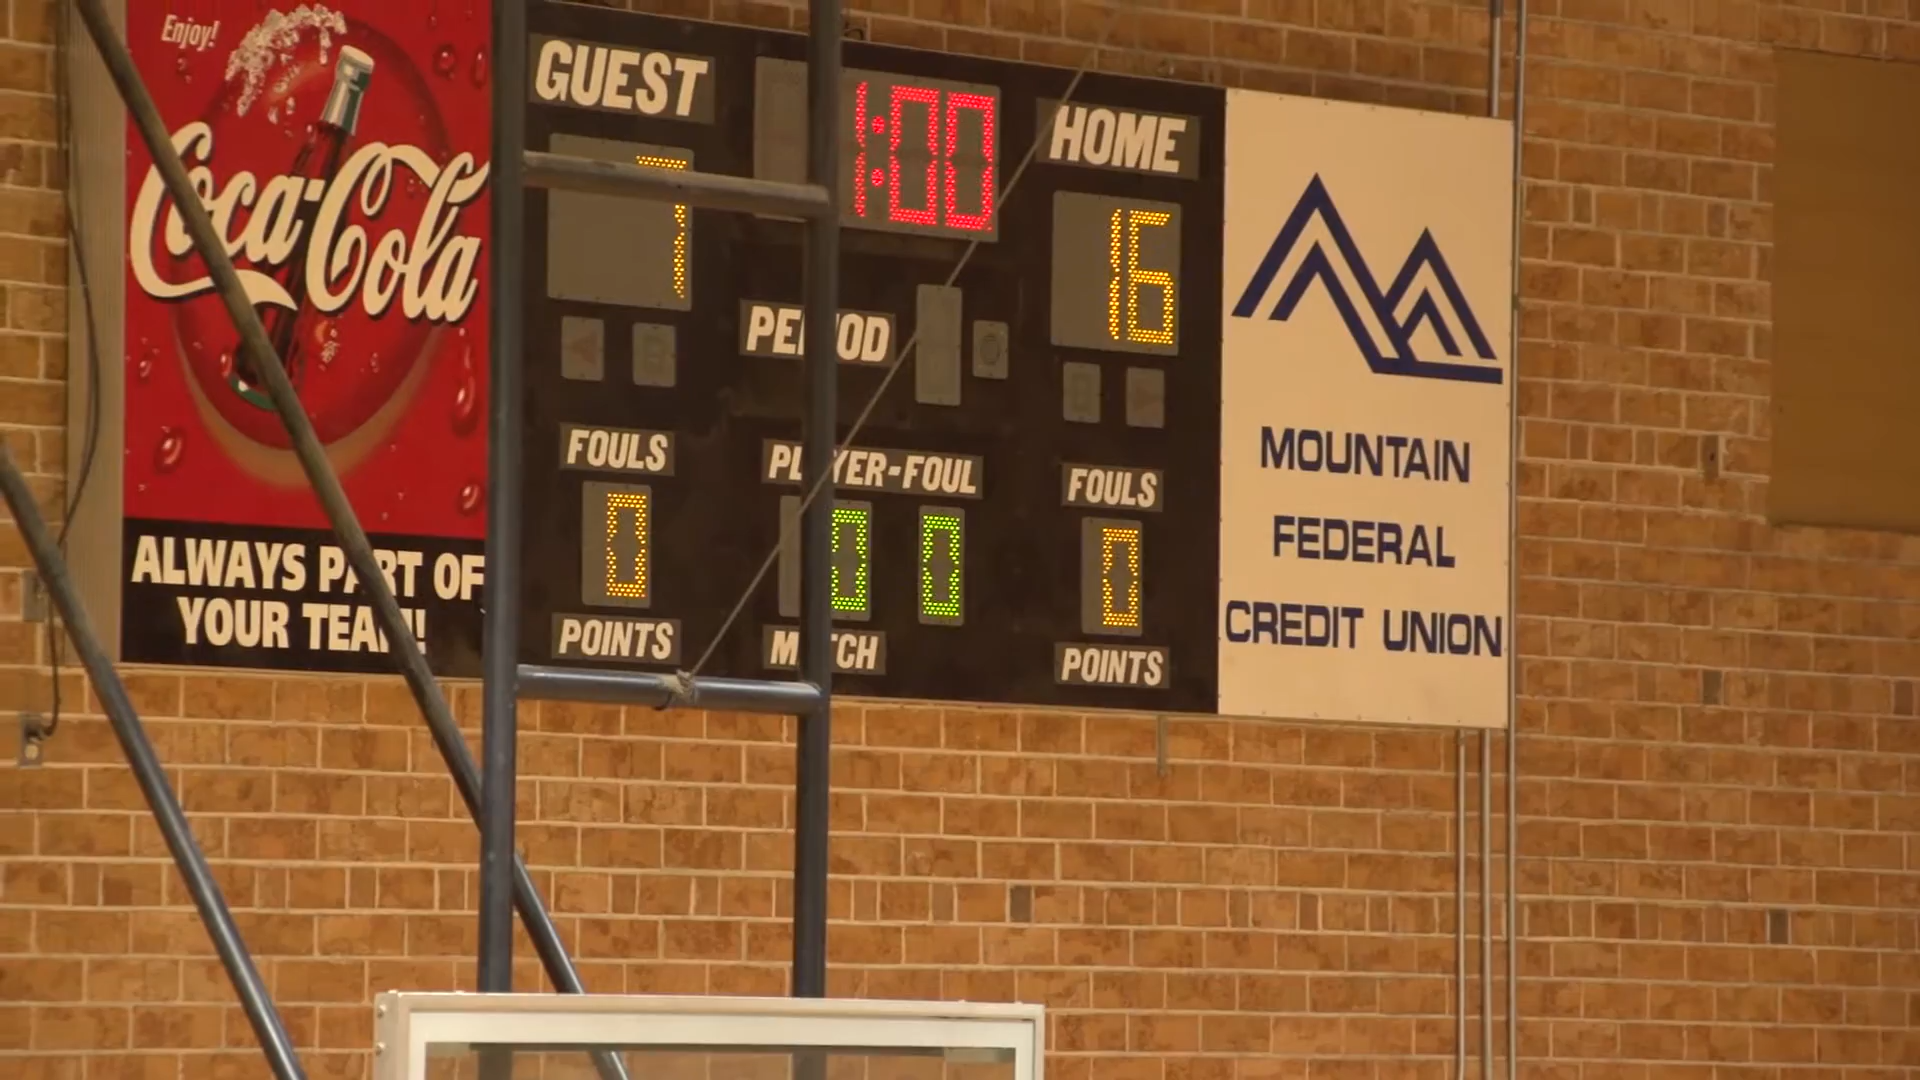 Enjoy!
Coca-Cola
ALWAYS PART OF
YOUR TEAM!
GUEST
1:00
HOME
7
16
PERIOD
FOULS
PLAYER-FOUL
FOULS
0
0 0
0
POINTS
MATCH
POINTS
MOUNTAIN
FEDERAL
CREDIT UNION